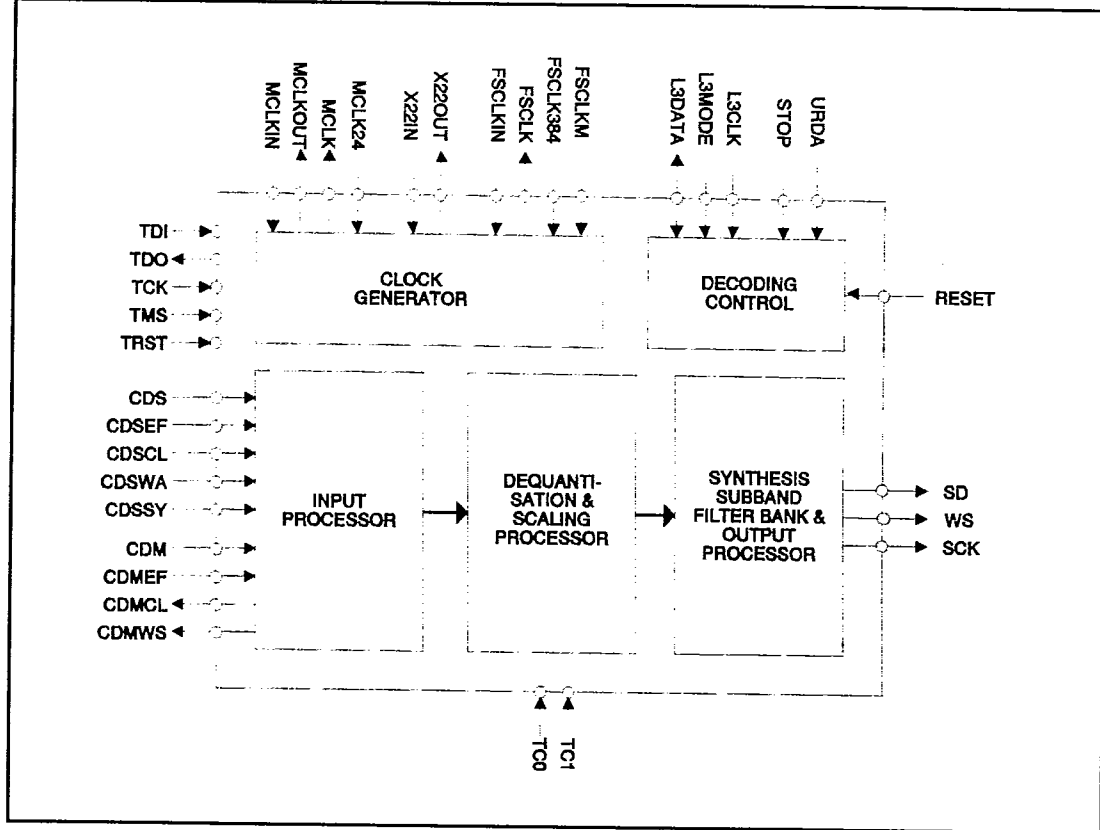 MCLKIN
MCLKOUT
MCLK
MCLK24
X22IN
X22OUT
FSCLKIN
FSCLK
FSCLK384
FSCLKM
L3DATA
L3MODE
L3CLK
STOP
URDA
TDI
TDO
TCK
TMS
TRST
CLOCK
GENERATOR
DECODING
CONTROL
RESET
CDS
CDSEF
CDSCL
CDSWA
CDSSY
CDM
CDMEF
CDMCL
CDMWS
INPUT
PROCESSOR
DEQUANTI-
SATION &
SCALING
PROCESSOR
SYNTHESIS
SUBBAND
FILTER BANK &
OUTPUT
PROCESSOR
SD
WS
SCK
TC0
TC1